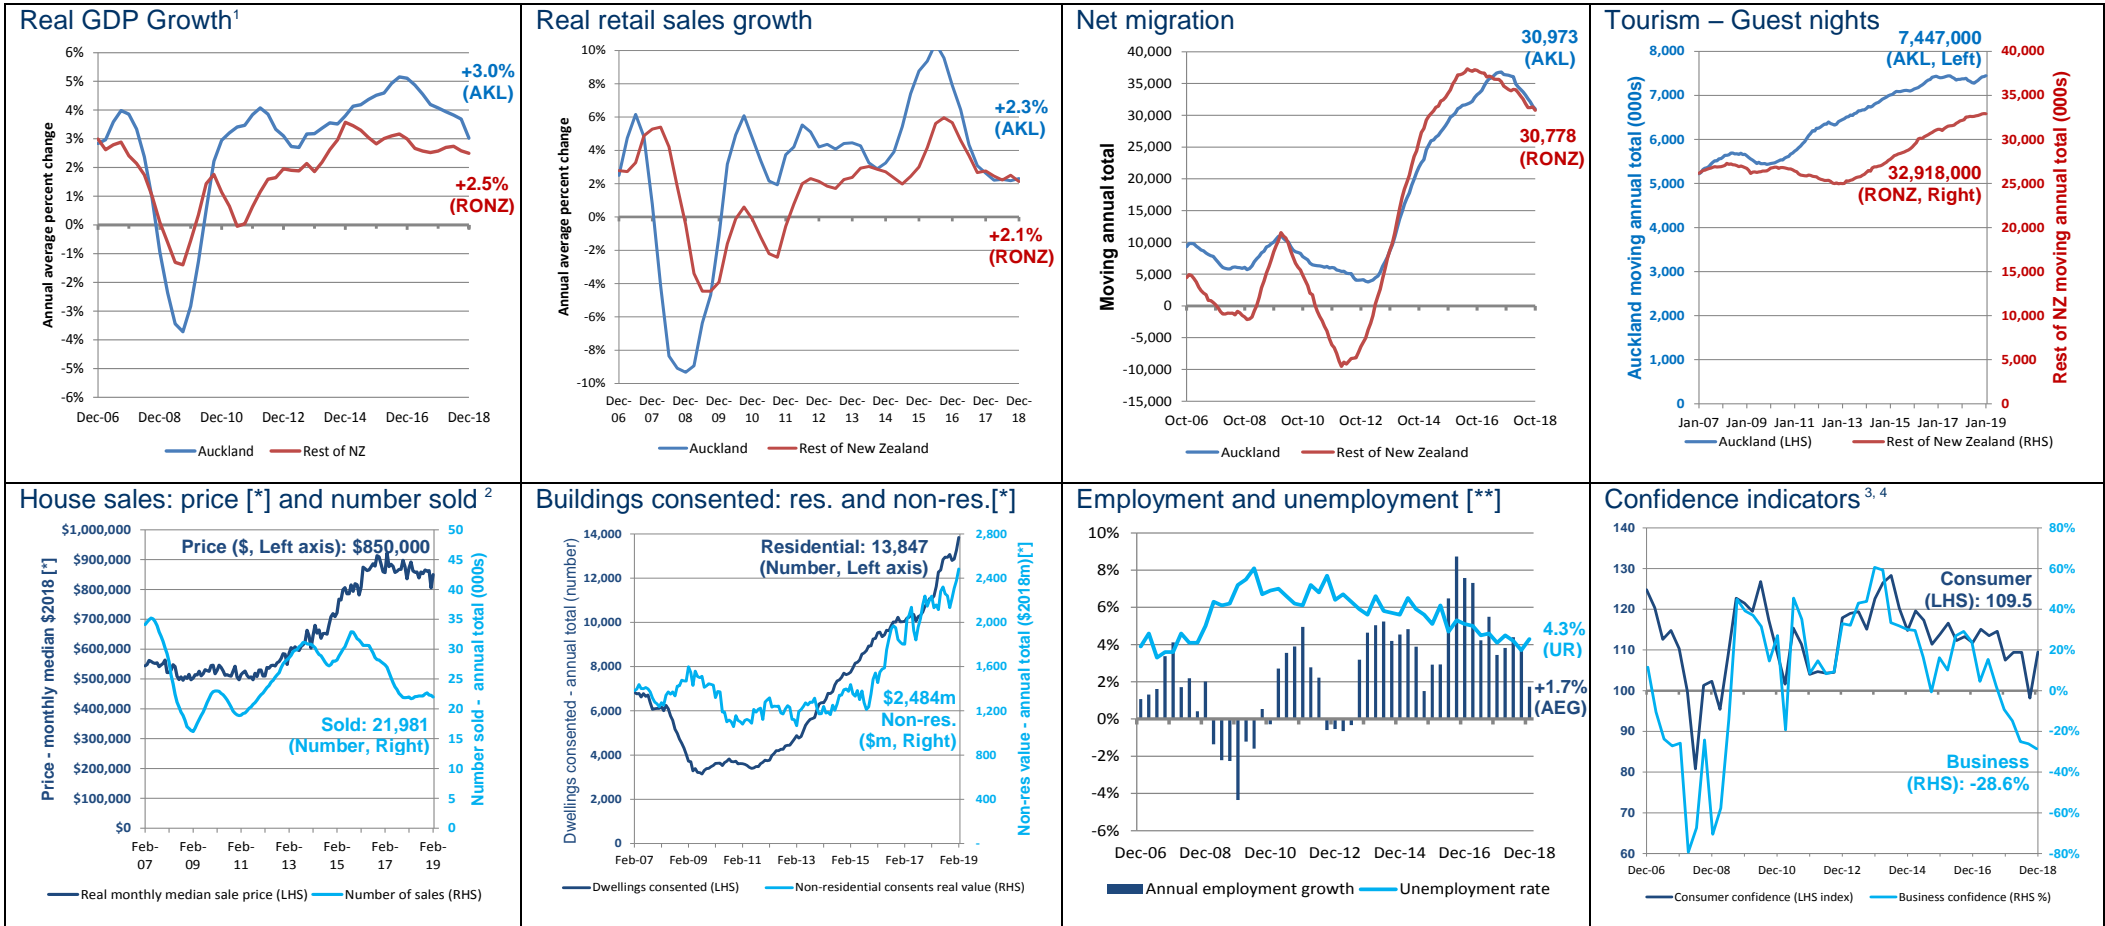 Real GDP Growth1
Annual average percent change
6%
5%
4%
3%
2%
1%
0%
-1%
-2%
-3%
-4%
-5%
-6%
+3.0%
(AKL)
+2.5%
(RONZ)
Dec-06 Dec-08 Dec-10 Dec-12 Dec-14 Dec-16 Dec-18
Auckland Rest of NZ
Real retail sales growth
Annual average percent change
10%
8%
6%
4%
2%
0%
-2%
-4%
-6%
-8%
-10%
+2.3%
(AKL)
+2.1%
(RONZ)
Dec- Dec- Dec- Dec- Dec- Dec- Dec- Dec- Dec- Dec- Dec- Dec- Dec-
06 07 08 09 10 11 12 13 14 15 16 17 18
Auckland Rest of New Zealand
Net migration
Moving annual total
40,000
35,000
30,000
25,000
20,000
15,000
10,000
5,000
0
-5,000
-10,000
-15,000
30,973
(AKL)
30,778
(RONZ)
Oct-06 Oct-08 Oct-10 Oct-12 Oct-14 Oct-16 Oct-18
Auckland Rest of New Zealand
Tourism – Guest nights
Auckland moving annual total (000s)
8,000
7,000
6,000
5,000
4,000
3,000
2,000
1,000
0
7,447,000
(AKL, Left)
32,918,000
(RONZ, Right)
40,000
35,000
30,000
25,000
20,000
15,000
10,000
5,000
0
Rest of NZ moving annual total (000s)
Jan-07 Jan-09 Jan-11 Jan-13 Jan-15 Jan-17 Jan-19
Auckland (LHS) Rest of New Zealand (RHS)
House sales: price [*] and number sold 2
Price - monthly median $2018 [*]
$1,000,000
$900,000
$800,000
$700,000
$600,000
$500,000
$400,000
$300,000
$200,000
$100,000
$0
Price ($, Left axis): $850,000
Sold: 21,981
(Number, Right)
50
45
40
35
30
25
20
15
10
5
0
Number sold - annual total (000s)
Feb- Feb- Feb- Feb- Feb- Feb- Feb-
07 09 11 13 15 17 19
Real monthly median sale price (LHS) Number of sales (RHS)
Buildings consented: res. and non-res.[*]
Dwellings consented - annual total (number)
14,000
12,000
10,000
8,000
6,000
4,000
2,000
0
Residential: 13,847
(Number, Left axis)
$2,484m
Non-res.
($m, Right)
2,800
2,400
2,000
1,600
1,200
800
400
-
Non-res value - annual total ($2018m)[*]
Feb-07 Feb-09 Feb-11 Feb-13 Feb-15 Feb-17 Feb-19
Dwellings consented (LHS) Non-residential consents real value (RHS)
Employment and unemployment [**]
10%
8%
6%
4%
2%
0%
-2%
-4%
-6%
4.3%
(UR)
+1.7%
(AEG)
Dec-06 Dec-08 Dec-10 Dec-12 Dec-14 Dec-16 Dec-18
Annual employment growth Unemployment rate
Confidence indicators 3, 4
140
130
120
110
100
90
80
70
60
Consumer
(LHS): 109.5
Business
(RHS): -28.6%
80%
60%
40%
20%
0%
-20%
-40%
-60%
-80%
Dec-06 Dec-08 Dec-10 Dec-12 Dec-14 Dec-16 Dec-18
Consumer confidence (LHS index) Business confidence (RHS %)